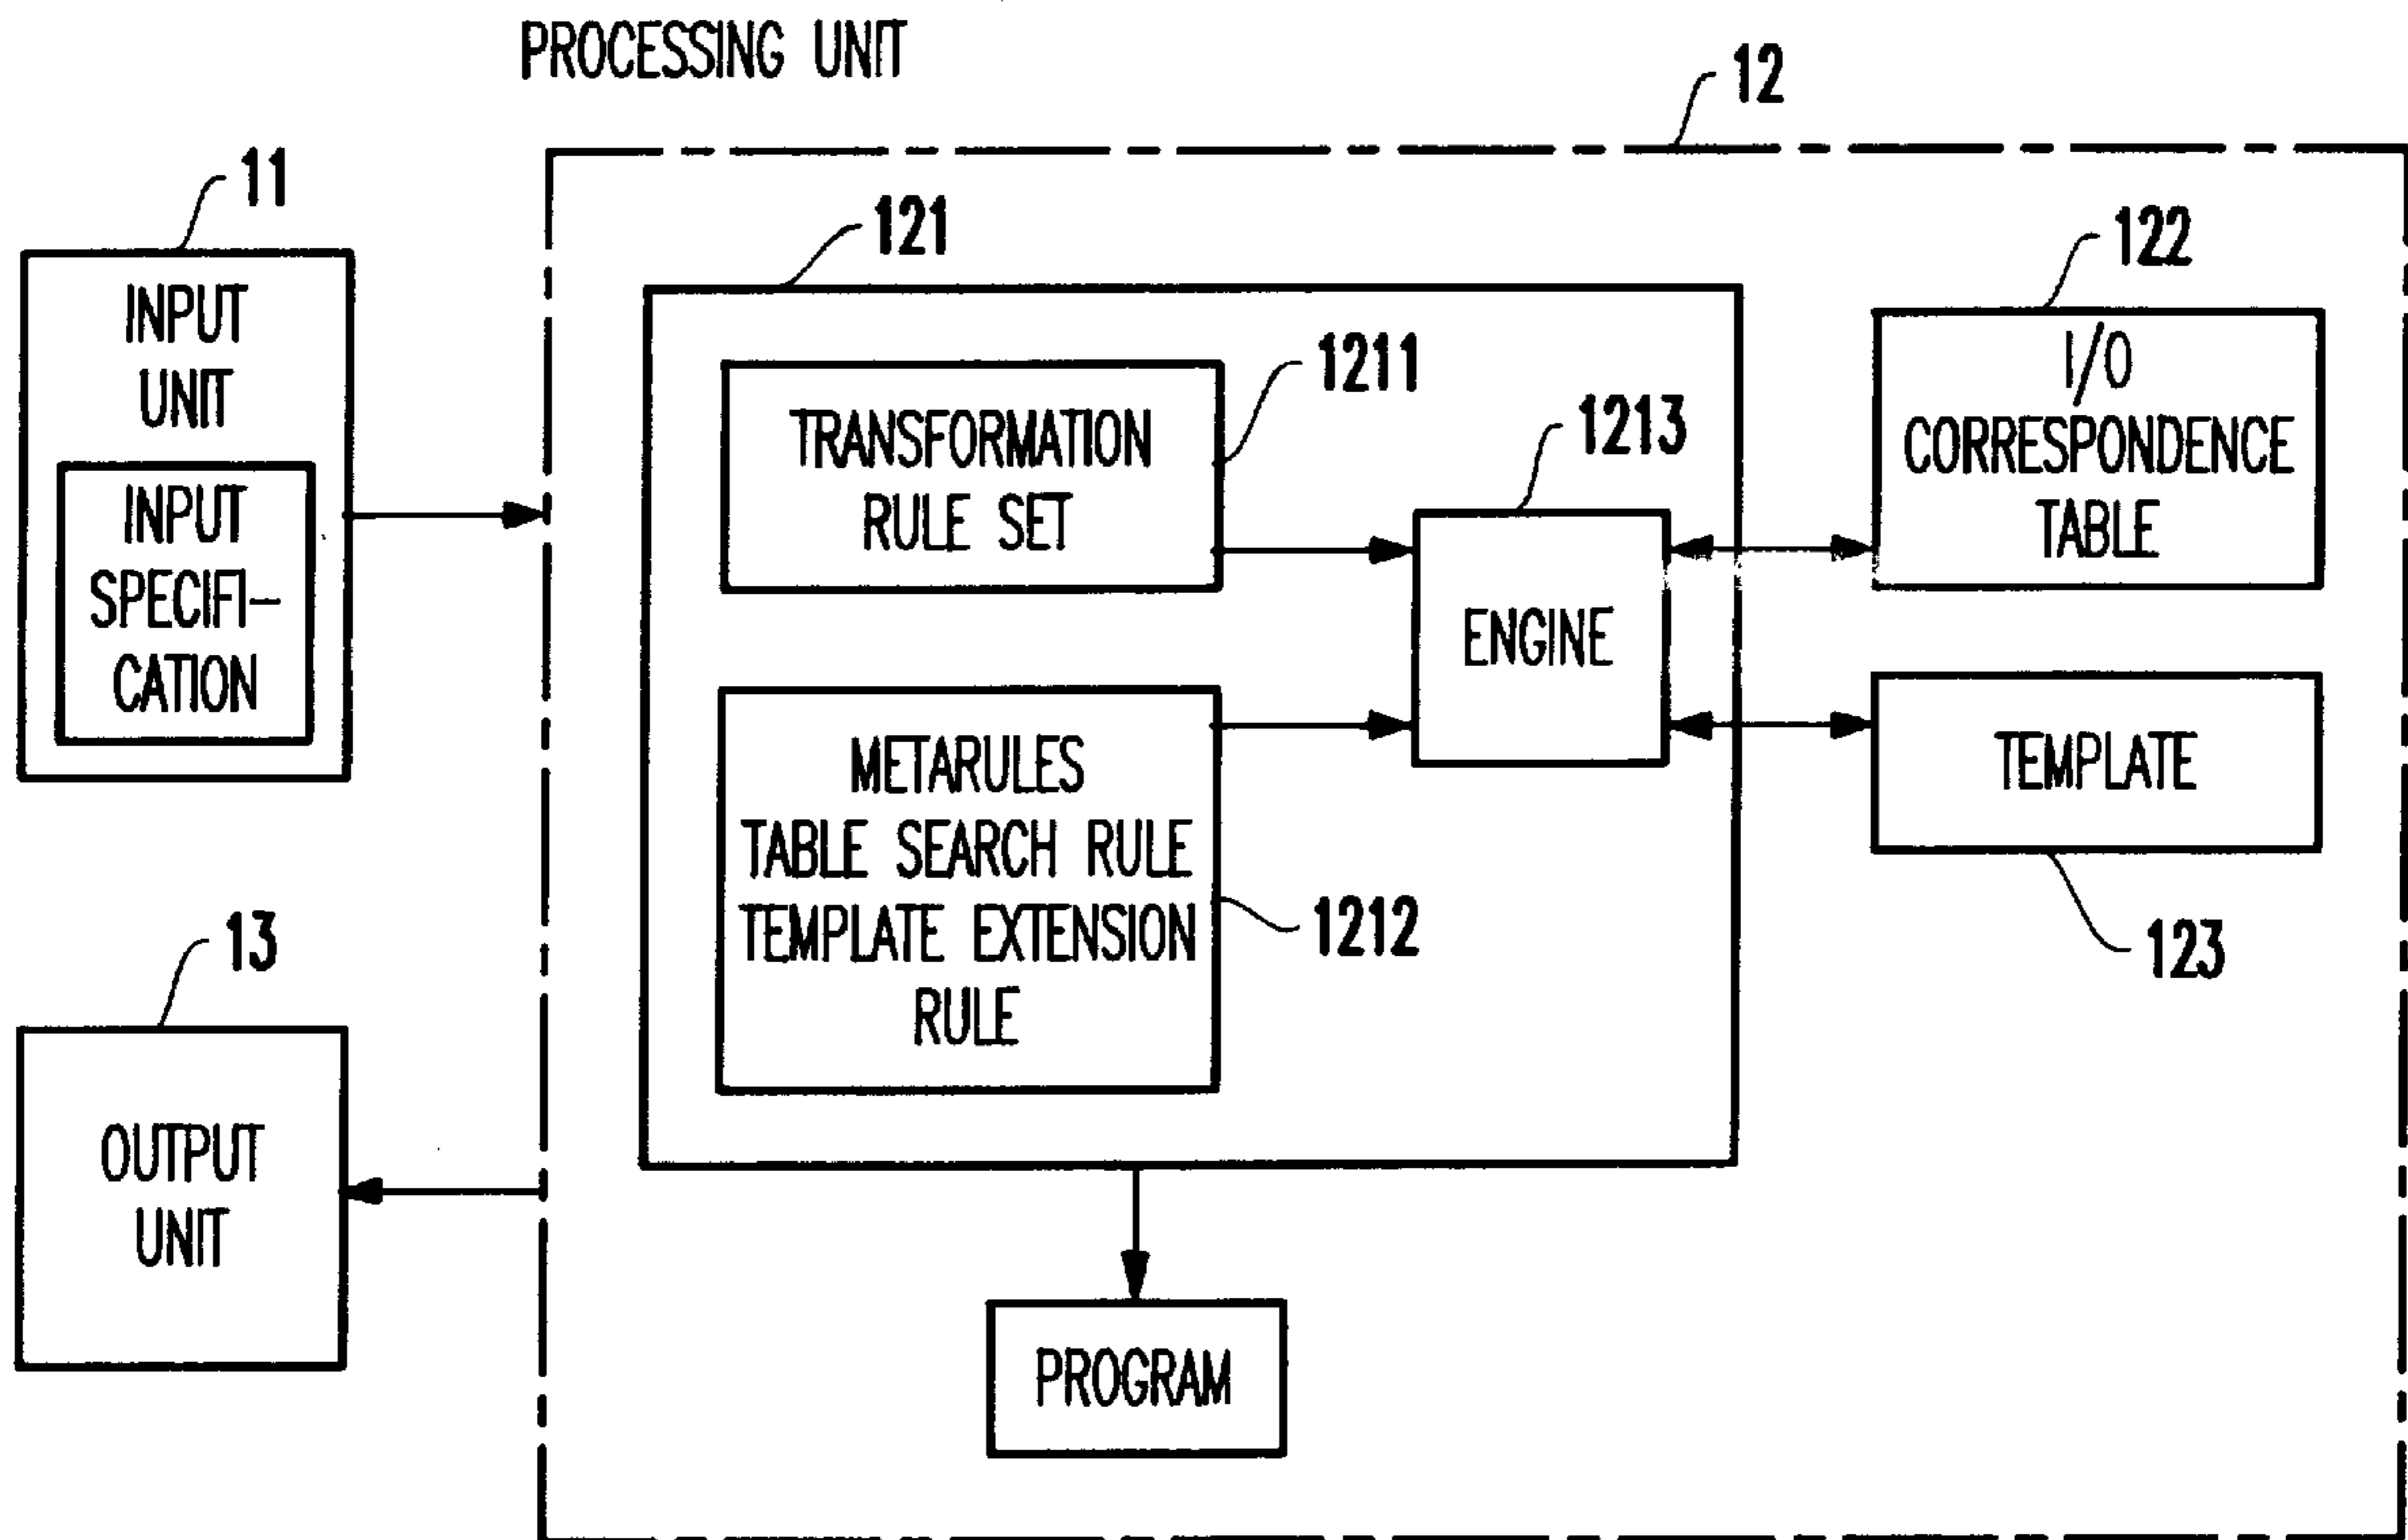 PROCESSING UNIT
12
11
INPUT
UNIT
INPUT
SPECIFI-
CATION
121
1211
TRANSFORMATION
RULE SET
1213
ENGINE
METARULES
TABLE SEARCH RULE
TEMPLATE EXTENSION
RULE
1212
122
I/O
CORRESPONDENCE
TABLE
TEMPLATE
123
13
OUTPUT
UNIT
PROGRAM